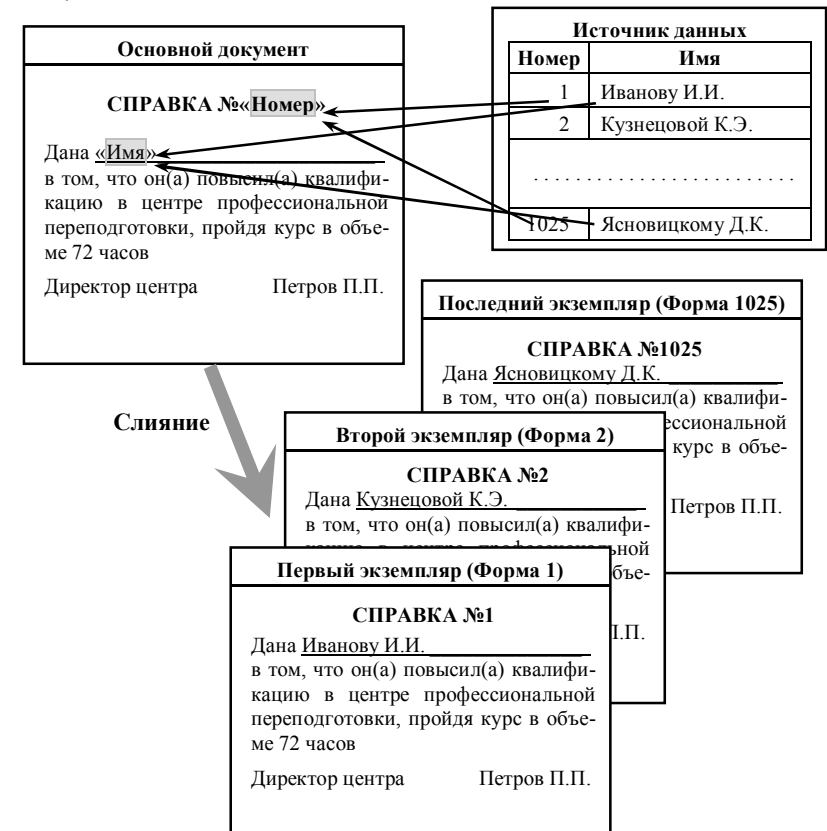 Основной документ
СПРАВКА №«Номер»
Дана «Имя»
в том, что он(а) повысил(а) квалифи-
кацию в центре профессиональной
переподготовки, пройдя курс в объе-
ме 72 часов
Директор центра Петров П.П.
Источник данных
Номер Имя
1 Иванову И.И.
2 Кузнецовой К.Э.
1025 Ясновицкому Д.К.
Слияние
Последний экземпляр (Форма 1025)
СПРАВКА №1025
Дана Ясновицкому Д.К.
в том, что он(а) повысил(а) квалифи-
ессиональной
курс в объе-
Петров П.П.
Второй экземпляр (Форма 2)
СПРАВКА №2
Дана Кузнецовой К.Э.
в том, что он(а) повысил(а) квалифи-
Первый экземпляр (Форма 1)
СПРАВКА №1
Дана Иванову И.И.
в том, что он(а) повысил(а) квалифи-
кацию в центре профессиональной
переподготовки, пройдя курс в объе-
ме 72 часов
Директор центра Петров П.П.